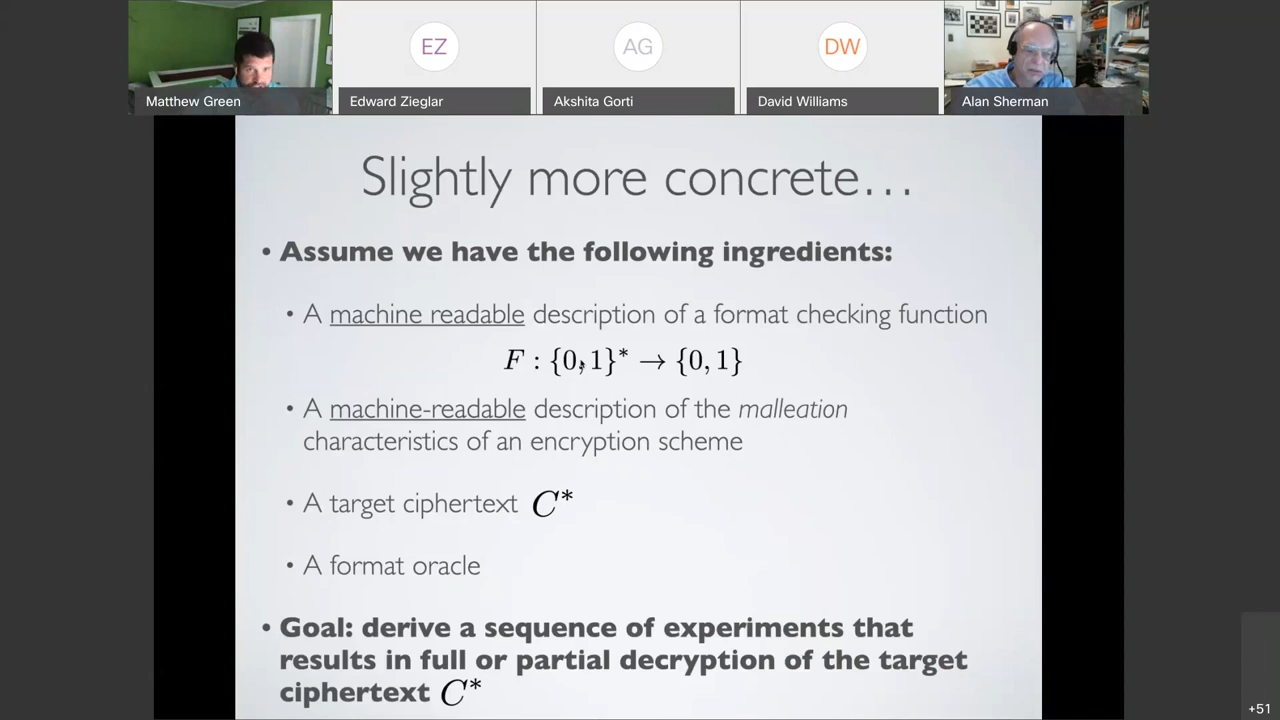 EZ
AG
DW
Matthew Green
Edward Zieglar
Akshita Gorti
David Williams
Alan Sherman
Slightly more concrete…
• Assume we have the following ingredients:
• A machine readable description of a format checking function
F : {0, 1}* → {0, 1}
• A machine-readable description of the malleation
characteristics of an encryption scheme
• A target ciphertext C*
• A format oracle
• Goal: derive a sequence of experiments that
results in full or partial decryption of the target
ciphertext C*
+51